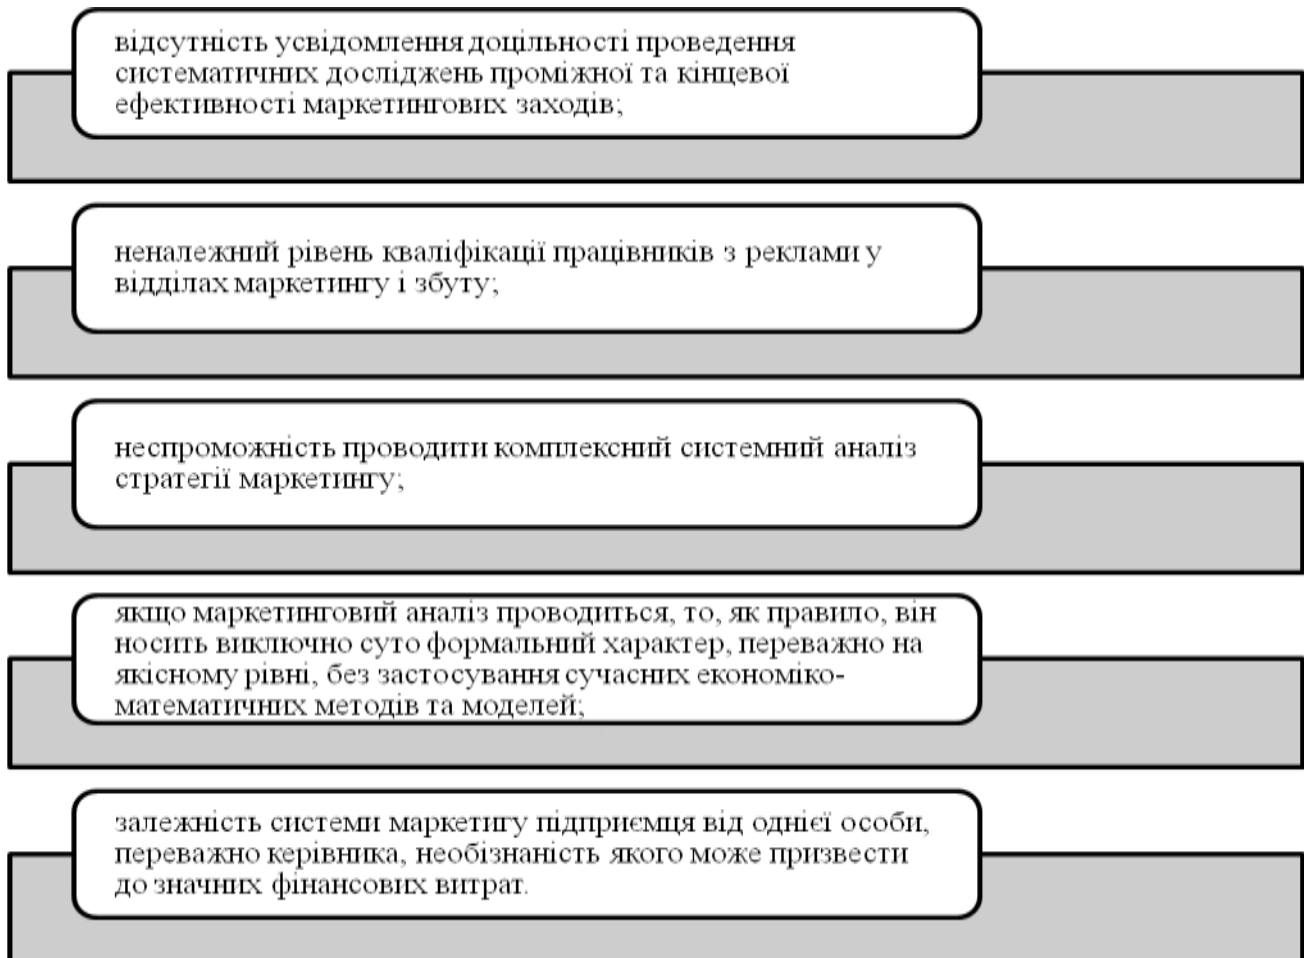 відсутність усвідомлення доцільності проведення
систематичних досліджень проміжної та кінцевої
ефективності маркетингових заходів;
неналежний рівень кваліфікації працівників з реклами у
відділах маркетингу і збуту;
неспроможність проводити комплексний системний аналіз
стратегії маркетингу;
якщо маркетинговий аналіз проводиться, то, як правило, він
носить виключно суто формальний характер, переважно на
якісному рівні, без застосування сучасних економіко-
математичних методів та моделей;
залежність системи маркетигу підприємця від однієї особи,
переважно керівника, необізнаність якого може призвести
до значних фінансових витрат.